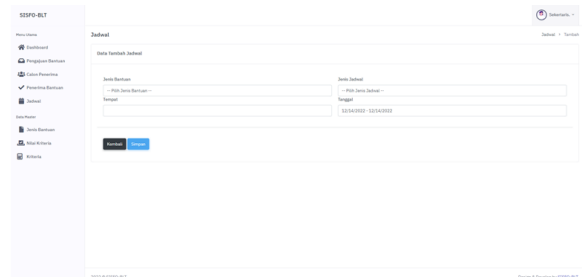 SISFO-BLT
Sekertaris
Menu Utama
Jadwal
Jadwal
Tambah
Dashboard
Data Tambah Jadwal
Pengajuan Bantuan
Calon Penerima
Jenis Bantuan
Jenis Jadwal
Penerima Bantuan
-- Pilih Jenis Bantuan --
-- Pilih Jenis Jadwal --
Jadwal
Tempat
Tanggal
12/14/2022 - 12/14/2022
Data Master
Jenis Bantuan
Nilai Kriteria
Kembali
Simpan
Kriteria